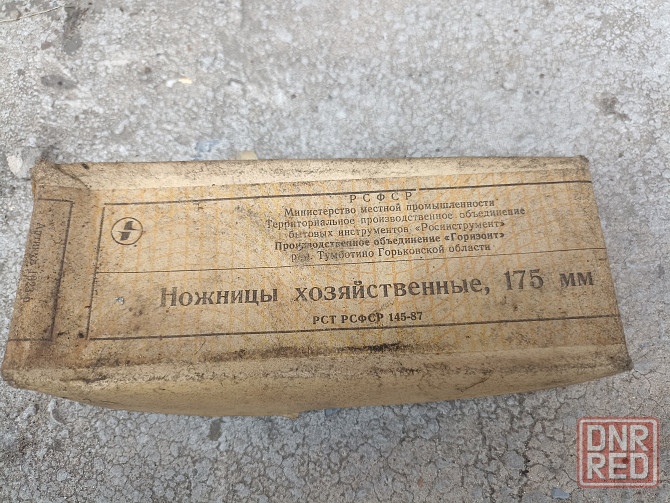 РСФСР
Министерство местной промышленности
Территориальное производственное объединение
бытовых инструментов «Росинструмент»
Производственное объединение «Горизонт»
р.п. Тумботино Горьковской области
Ножницы хозяйственные, 175 мм
РСТ РСФСР 145-87
DNR
RED